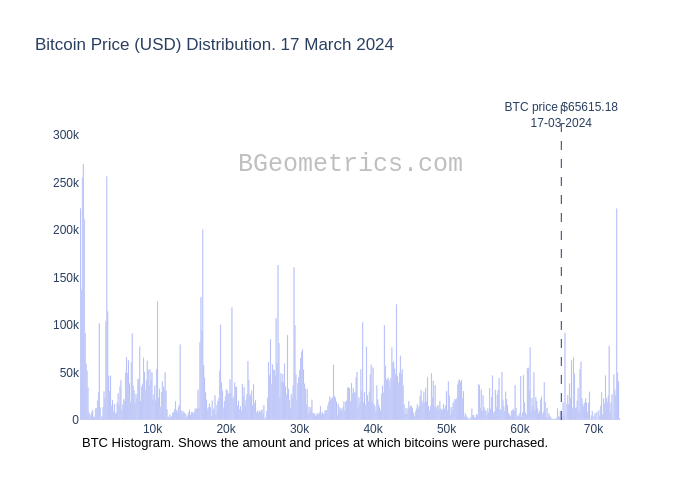 Bitcoin Price (USD) Distribution. 17 March 2024
BTC price $65615.18
17-03-2024
300k
BGeometrics.com
250k
200k
150k
100k
50k
0
10k 20k 30k 40k 50k 60k 70k
BTC Histogram. Shows the amount and prices at which bitcoins were purchased.